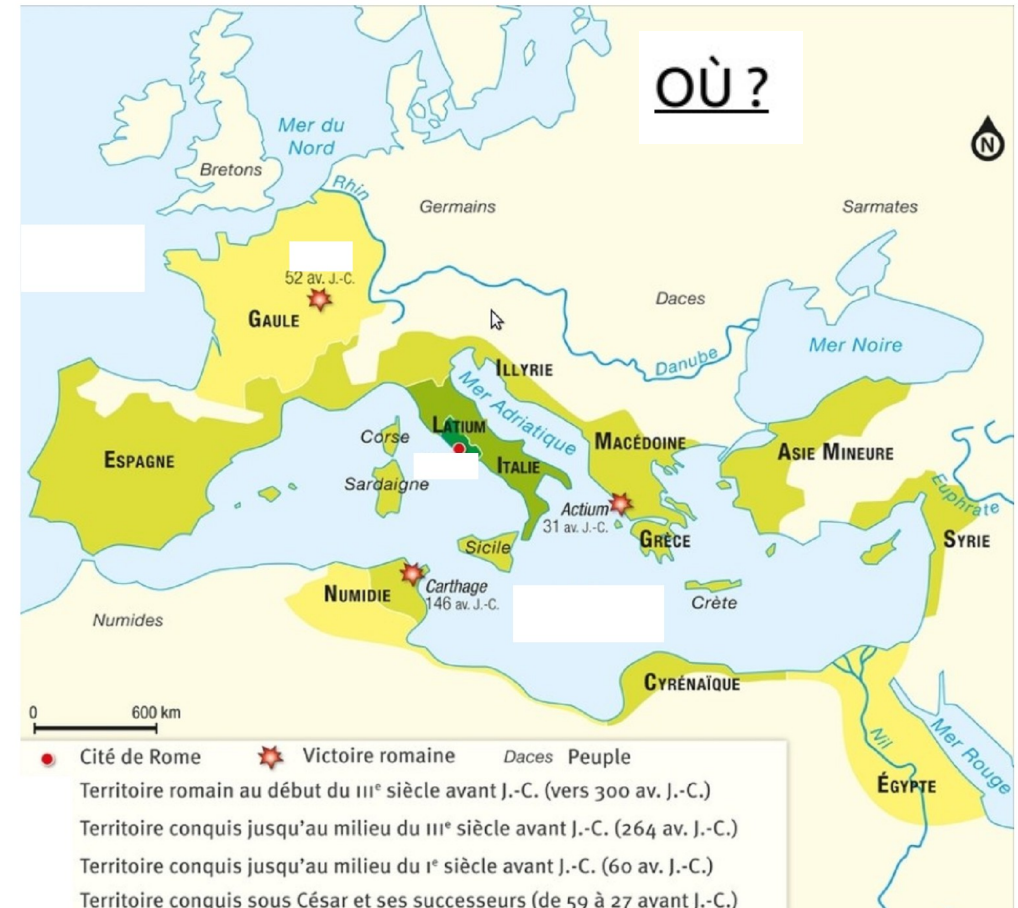 OÙ ?
N
Mer du
Nord
Bretons
Rhin
Germains
Sarmates
52 av. J.-C.
GAULE
Daces
Danube
Mer Noire
ILLYRIE
Mer Adriatique
LATIUM
Corse
MACÉDOINE
ASIE MINEURE
ESPAGNE
ITALIE
Sardaigne
Euphrate
Actium
31 av. J.-C.
GRÈCE
SYRIE
Sicile
NUMIDIE
Carthage
146 av. J.-C.
Crète
Numides
CYRÉNAÏQUE
0 600 km
Nil
Mer Rouge
ÉGYPTE
Cité de Rome Victoire romaine Daces Peuple
Territoire romain au début du IIIe siècle avant J.-C. (vers 300 av. J.-C.)
Territoire conquis jusqu'au milieu du IIIe siècle avant J.-C. (264 av. J.-C.)
Territoire conquis jusqu'au milieu du Ie siècle avant J.-C. (60 av. J.-C.)
Territoire conquis sous César et ses successeurs (de 59 à 27 avant J.-C.)